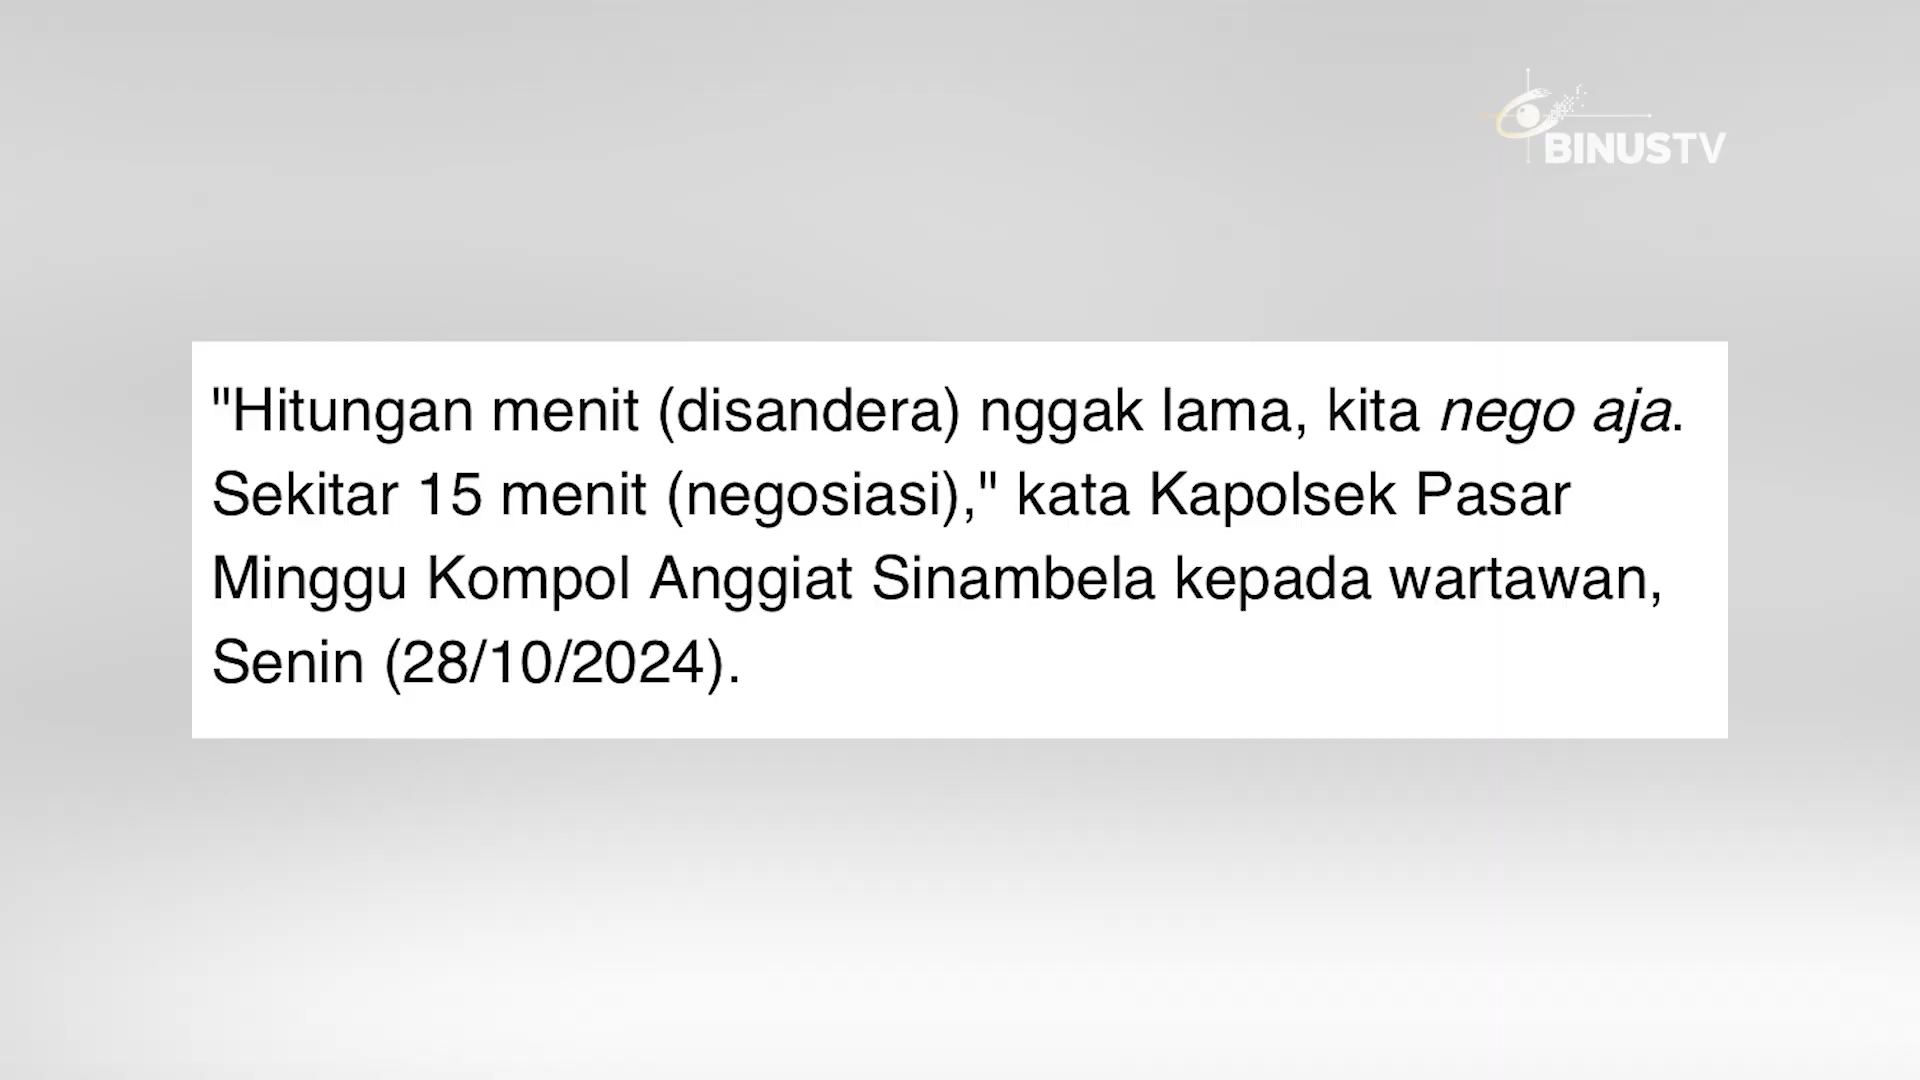 BINUSTV
"Hitungan menit (disandera) nggak lama, kita nego aja.
Sekitar 15 menit (negosiasi)," kata Kapolsek Pasar
Minggu Kompol Anggiat Sinambela kepada wartawan,
Senin (28/10/2024).